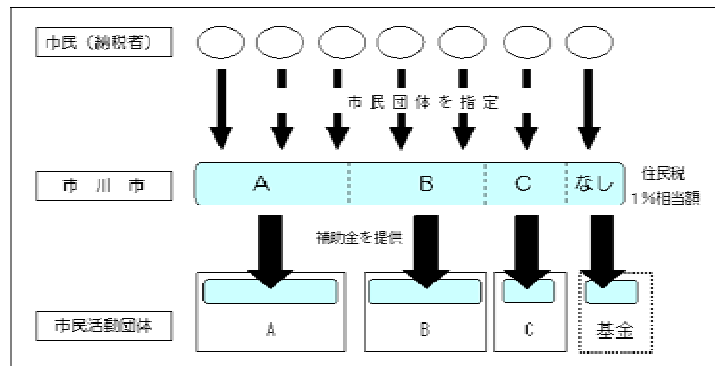 市民（納税者）
市民団体を指定
市川市
A B C なし
住民税
1%相当額
補助金を提供
市民活動団体
A B C 基金